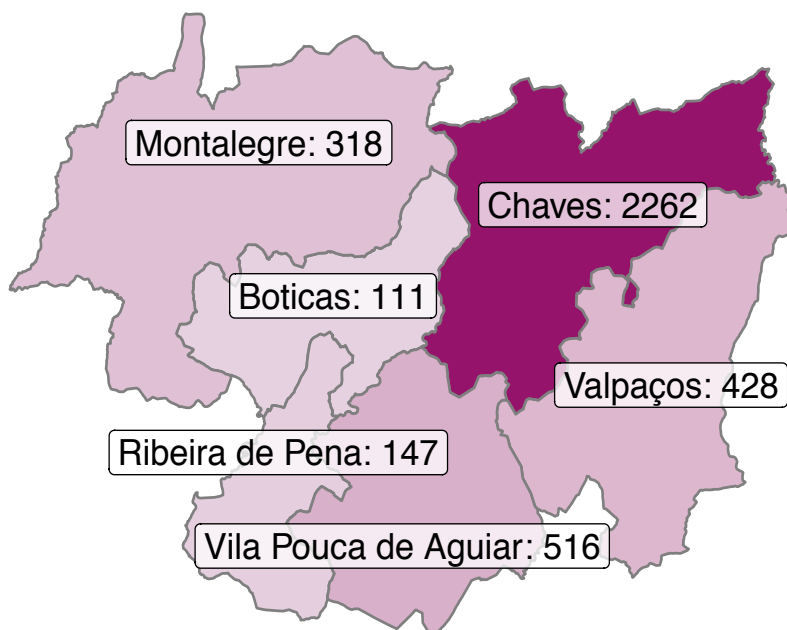 Montalegre: 318
Chaves: 2262
Boticas: 111
Valpaços: 428
Ribeira de Pena: 147
Vila Pouca de Aguiar: 516